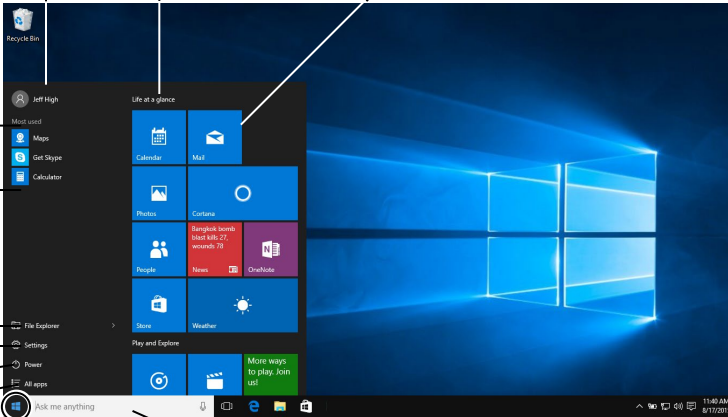 Recycle Bin
Jeff High
Most used
Maps
Get Skype
Calculator
File Explorer
Settings
Power
All apps
Life at a glance
Calendar
Mail
Photos
Cortana
People
Bangkok bomb
blast kills 27,
wounds 78
News
OneNote
Store
Weather
Play and Explore
More ways
to play. Join
us!
Ask me anything
11:40 AM